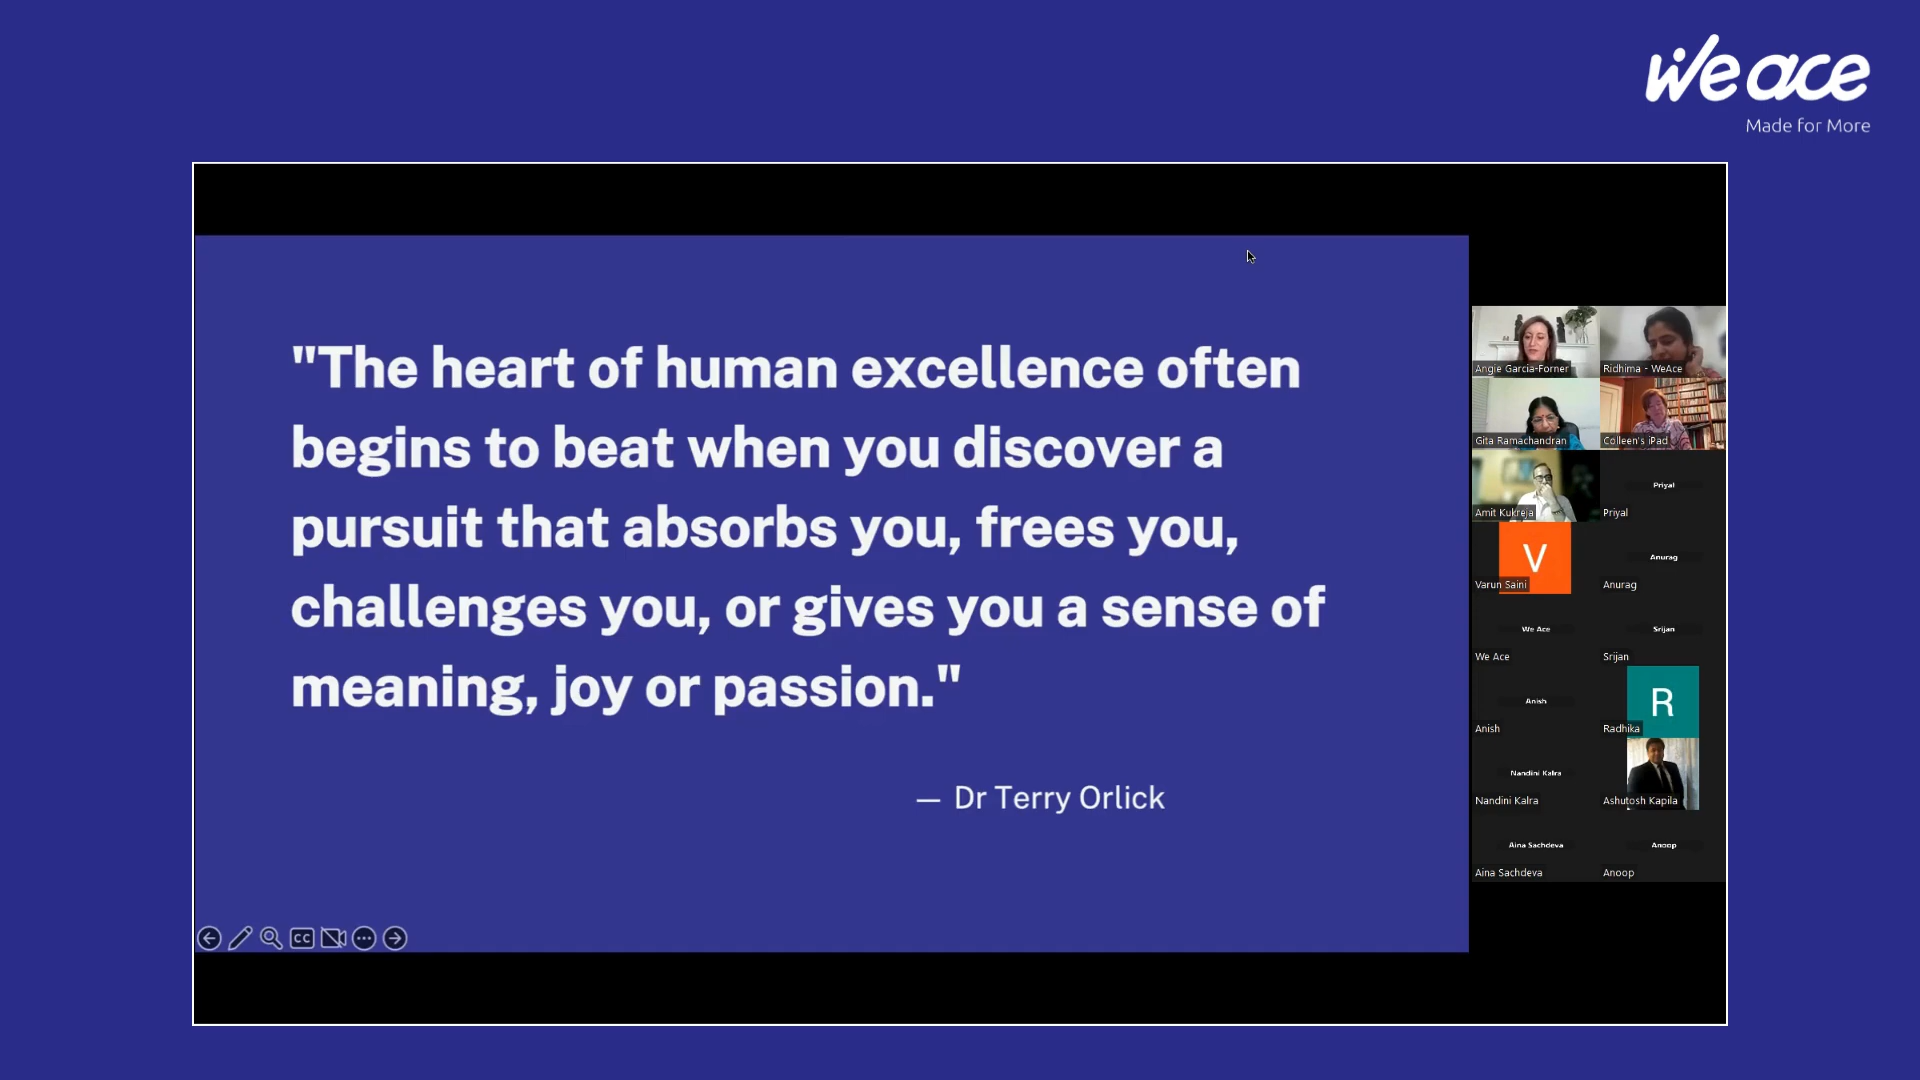 We ace
Made for More
"The heart of human excellence often
begins to beat when you discover a
pursuit that absorbs you, frees you,
challenges you, or gives you a sense of
meaning, joy or passion."
— Dr Terry Orlick
CC
Angie Garcia-Forner
Ridhima - WeAce
Gita Ramachandran
Colleen's iPad
Amit Kukreja
Priyal
Priyal
V
Varun Saini
Anurag
Anurag
We Ace
We Ace
Srijan
Srijan
Anish
Anish
R
Radhika
Nandini Kalra
Nandini Kalra
Ashutosh Kapila
Aina Sachdeva
Aina Sachdeva
Anoop
Anoop